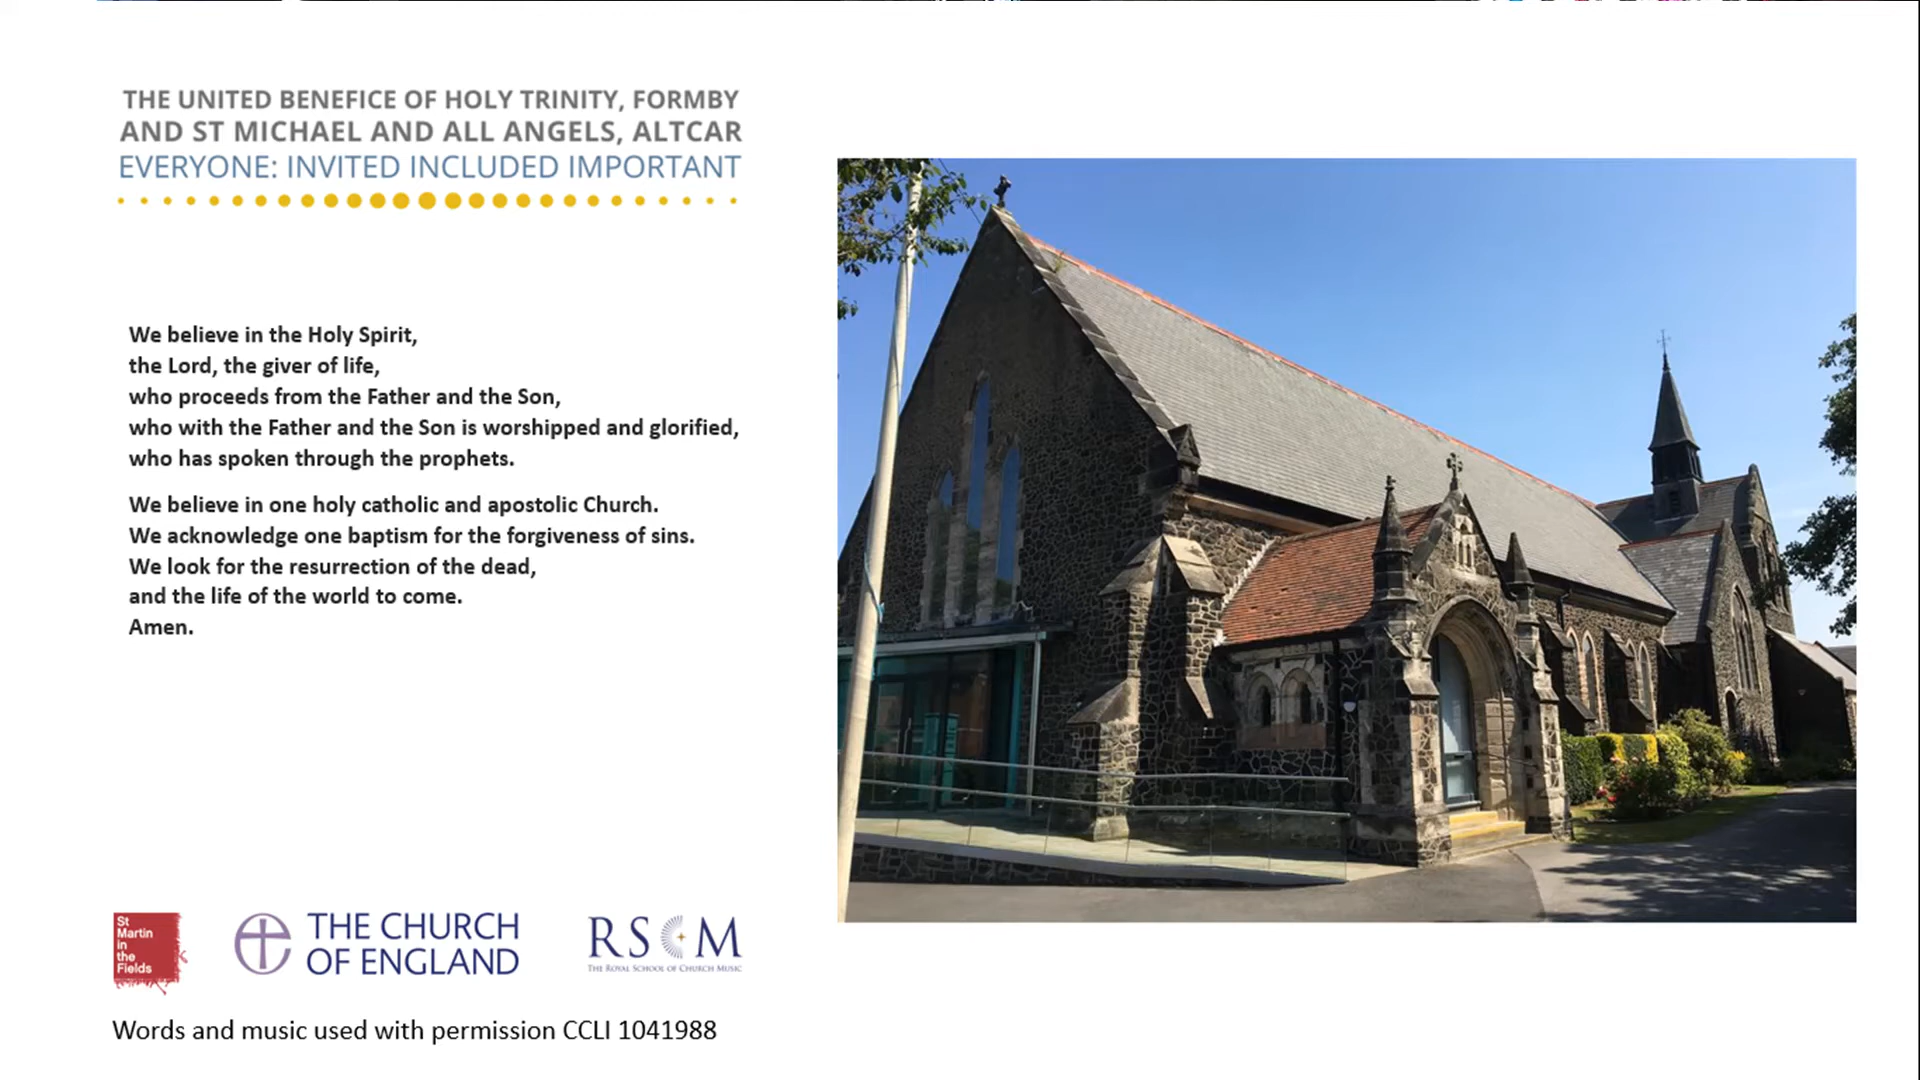 THE UNITED BENEFICE OF HOLY TRINITY, FORMBY
AND ST MICHAEL AND ALL ANGELS, ALTCAR
EVERYONE: INVITED INCLUDED IMPORTANT
We believe in the Holy Spirit,
the Lord, the giver of life,
who proceeds from the Father and the Son,
who with the Father and the Son is worshipped and glorified,
who has spoken through the prophets.
We believe in one holy catholic and apostolic Church.
We acknowledge one baptism for the forgiveness of sins.
We look for the resurrection of the dead,
and the life of the world to come.
Amen.
St
Martin
in
the
Fields
THE CHURCH
OF ENGLAND
RSCM
THE ROYAL SCHOOL OF CHURCH MUSIC
Words and music used with permission CCLI 1041988